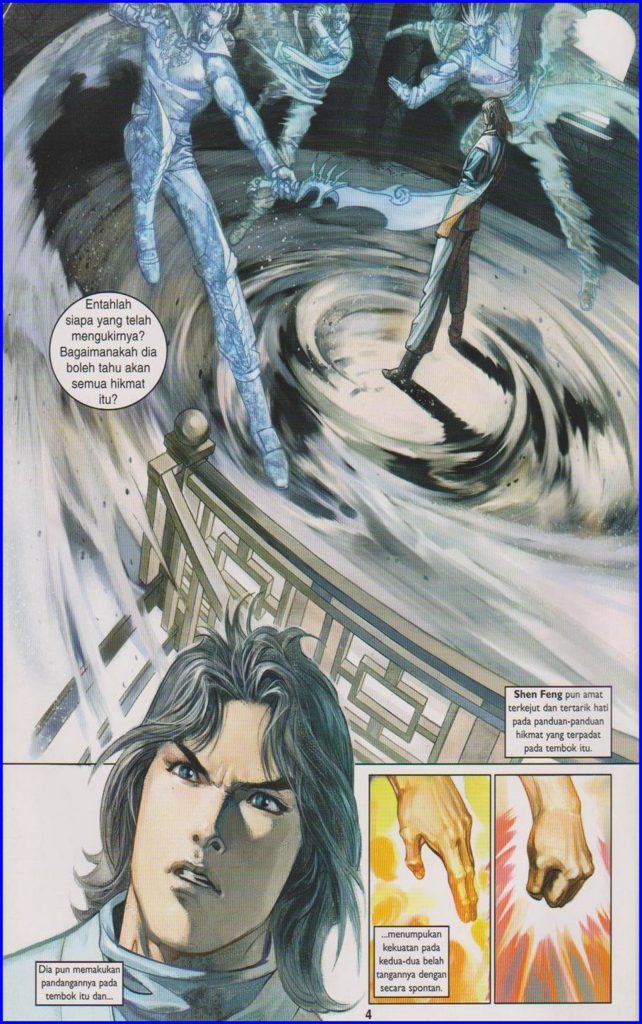 Entahlah
siapa yang telah
mengukirnya?
Bagaimanakah dia
boleh tahu akan
semua hikmat
itu?
Shen Feng pun amat
terkejut dan tertarik hati
pada panduan-panduan
hikmat yang terpadat
pada tembok itu.
Dia pun memakukan
pandangannya pada
tembok itu dan...
...menumpukan
kekuatan pada
kedua-dua belah
tangannya dengan
secara spontan.
4